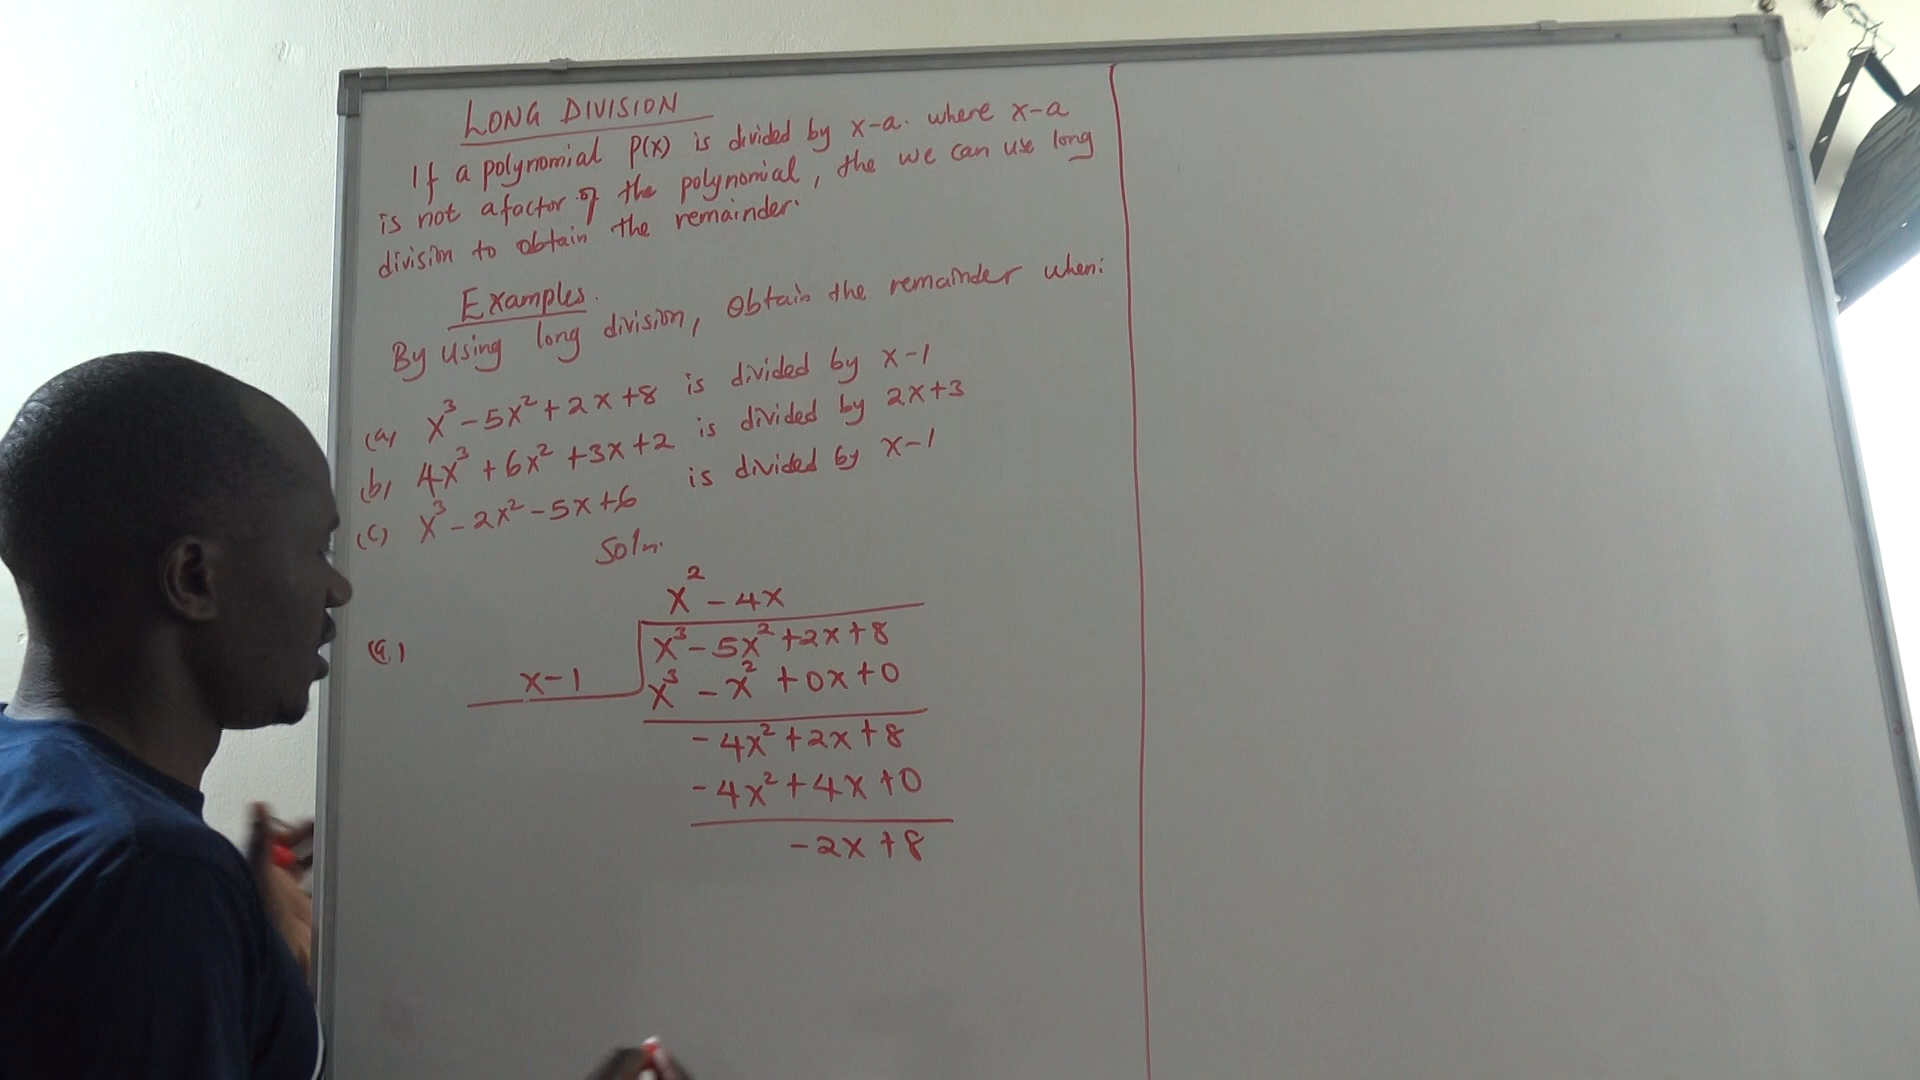 LONG DIVISION
If a polynomial P(x) is divided by x-a. where x-a
is not a factor of the polynomial, the we can use long
division to obtain the remainder.
Examples.
By using long division, obtain the remainder when:
(a) x³ - 5x² + 2x + 8 is divided by x-1
(b) 4x³ + 6x² + 3x + 2 is divided by 2x+3
(c) x³ - 2x² - 5x + 6 is divided by x-1
Soln.
x² - 4x
(a) x³ - 5x² + 2x + 8
x-1 x³ - x² + 0x + 0
-4x² + 2x + 8
-4x² + 4x + 0
-2x + 8